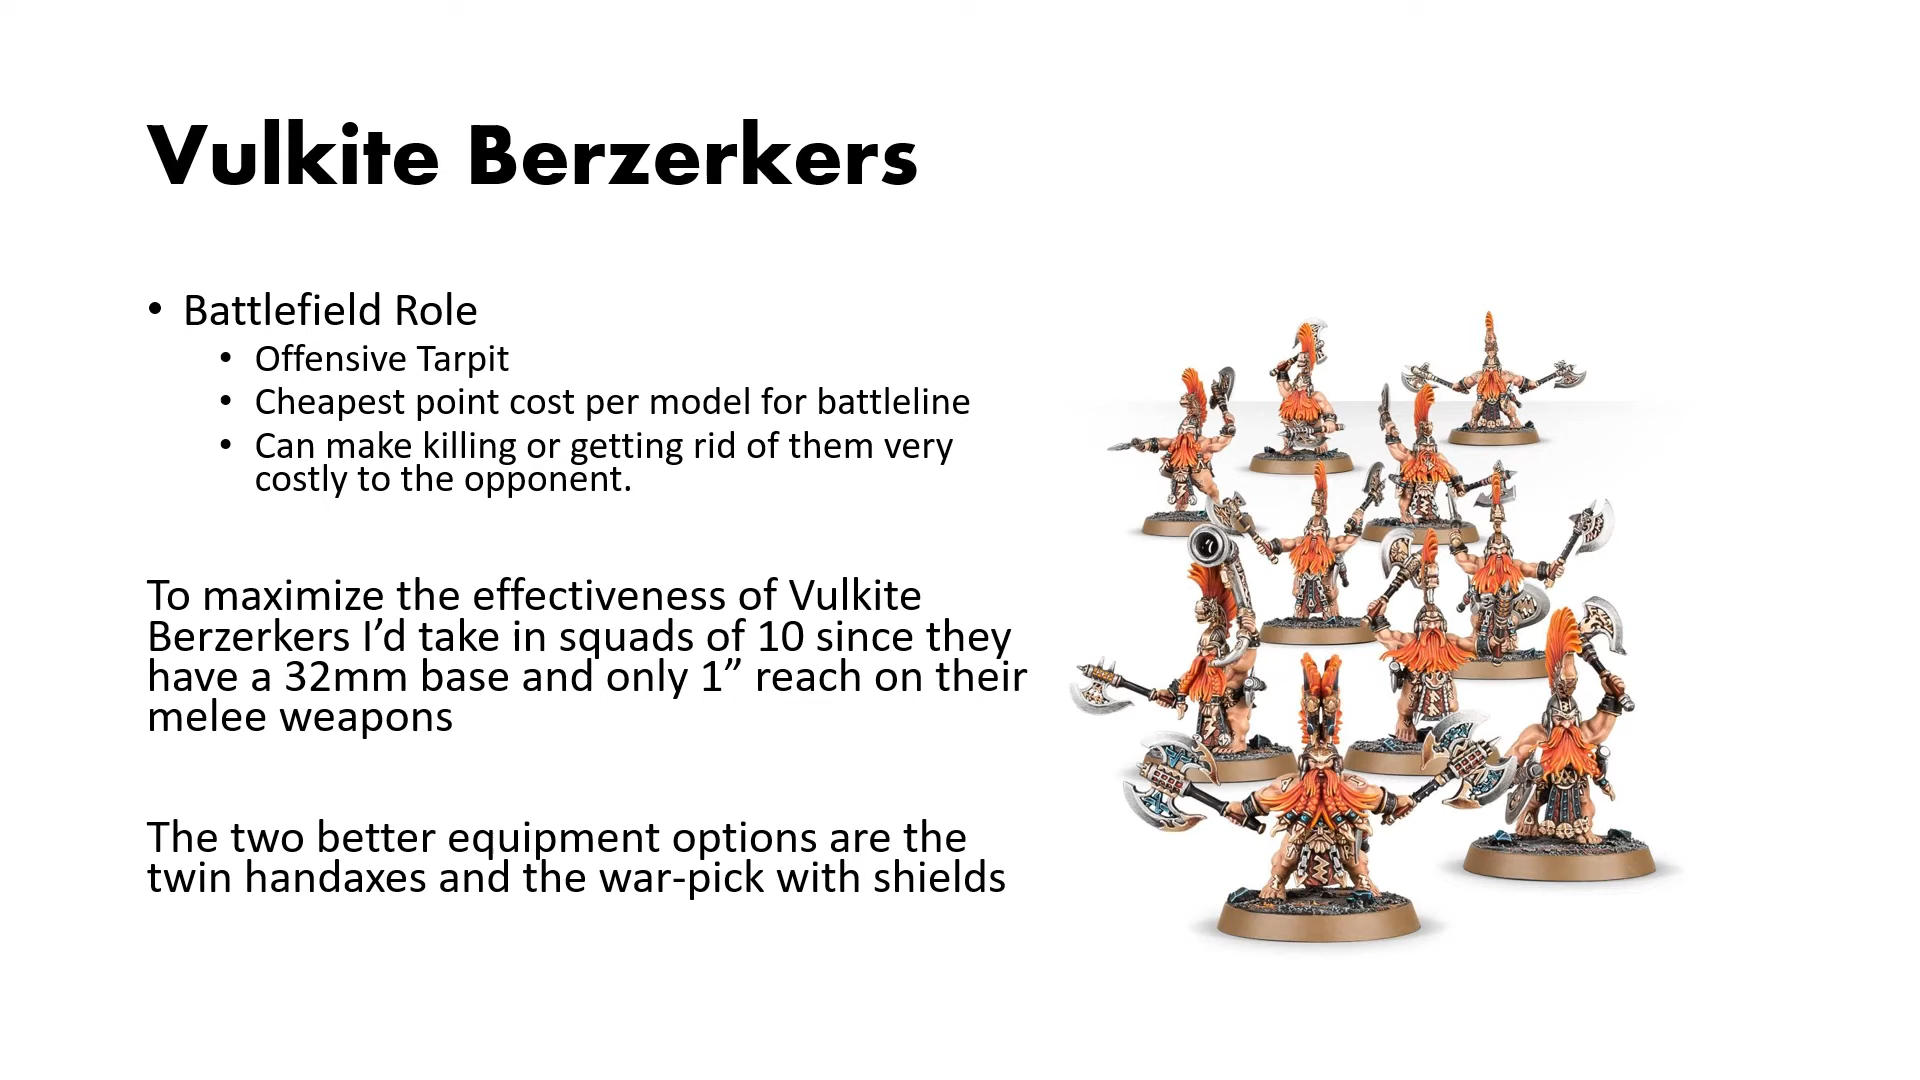 Vulkite Berzerkers
• Battlefield Role
• Offensive Tarpit
• Cheapest point cost per model for battleline
• Can make killing or getting rid of them very
costly to the opponent.
To maximize the effectiveness of Vulkite
Berzerkers I’d take in squads of 10 since they
have a 32mm base and only 1” reach on their
melee weapons
The two better equipment options are the
twin handaxes and the war-pick with shields